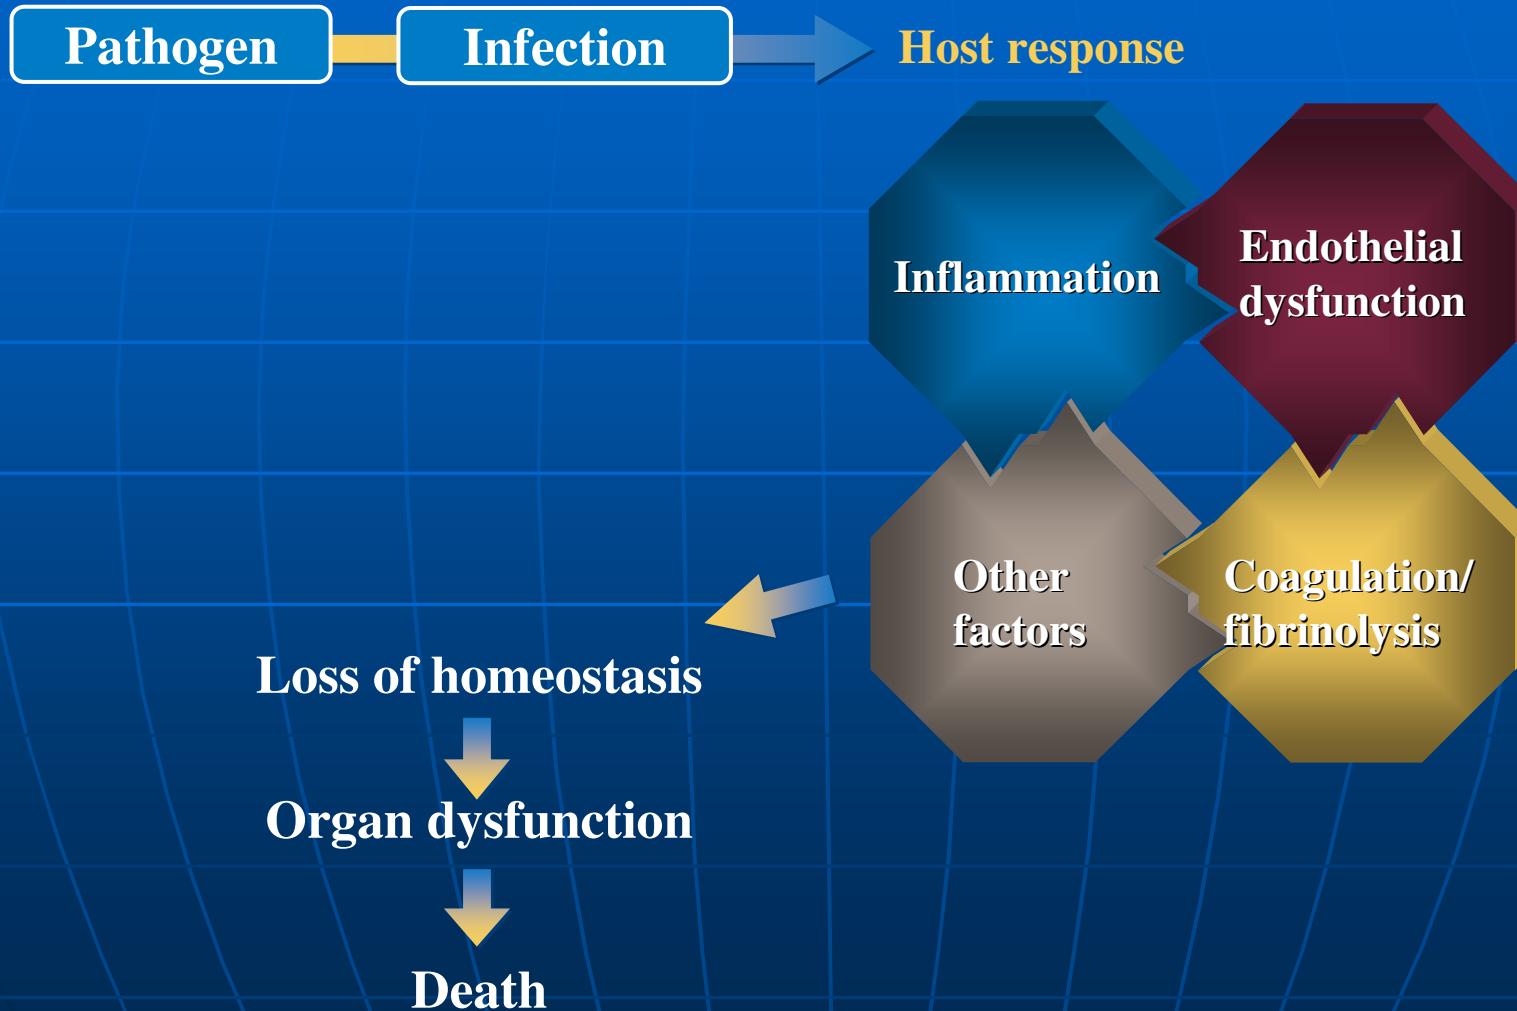 Pathogen
Infection
Host response
Inflammation
Endothelial
dysfunction
Other
factors
Coagulation/
fibrinolysis
Loss of homeostasis
Organ dysfunction
Death